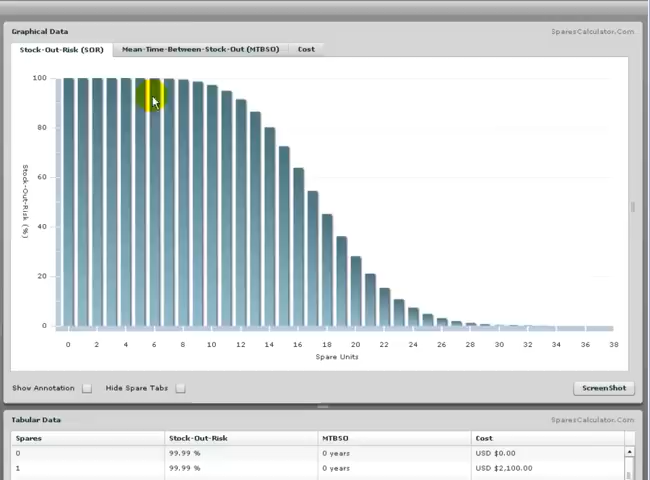 Graphical Data
SparesCalculator.Com
Stock-Out-Risk (SOR)
Mean-Time-Between-Stock-Out (MTBSO)
Cost
100
80
60
40
20
0
Stock-Out-Risk (%)
0 2 4 6 8 10 12 14 16 18 20 22 24 26 28 30 32 34 36 38
Spare Units
Show Annotation
Hide Spare Tabs
ScreenShot
Tabular Data
SparesCalculator.Com
Spares Stock-Out-Risk MTBSO Cost
0 99.99 % 0 years USD $0.00
1 99.99 % 0 years USD $2,100.00